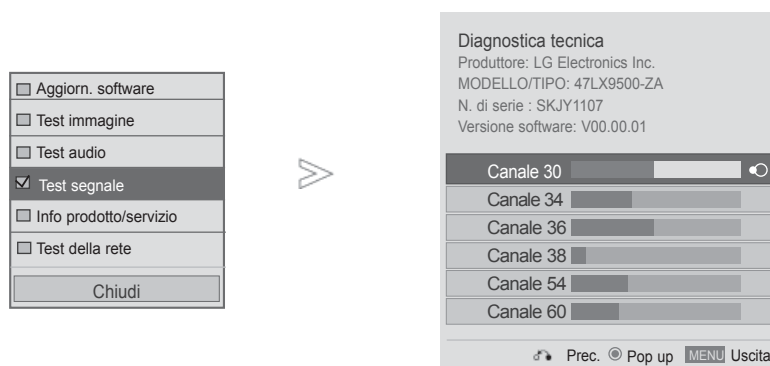 Aggiorn. software
Test immagine
Test audio
Test segnale
Info prodotto/servizio
Test della rete
Chiudi
Diagnostica tecnica
Produttore: LG Electronics Inc.
MODELLO/TIPO: 47LX9500-ZA
N. di serie : SKJY1107
Versione software: V00.00.01
Canale 30
Canale 34
Canale 36
Canale 38
Canale 54
Canale 60
Prec. Pop up MENU Uscita